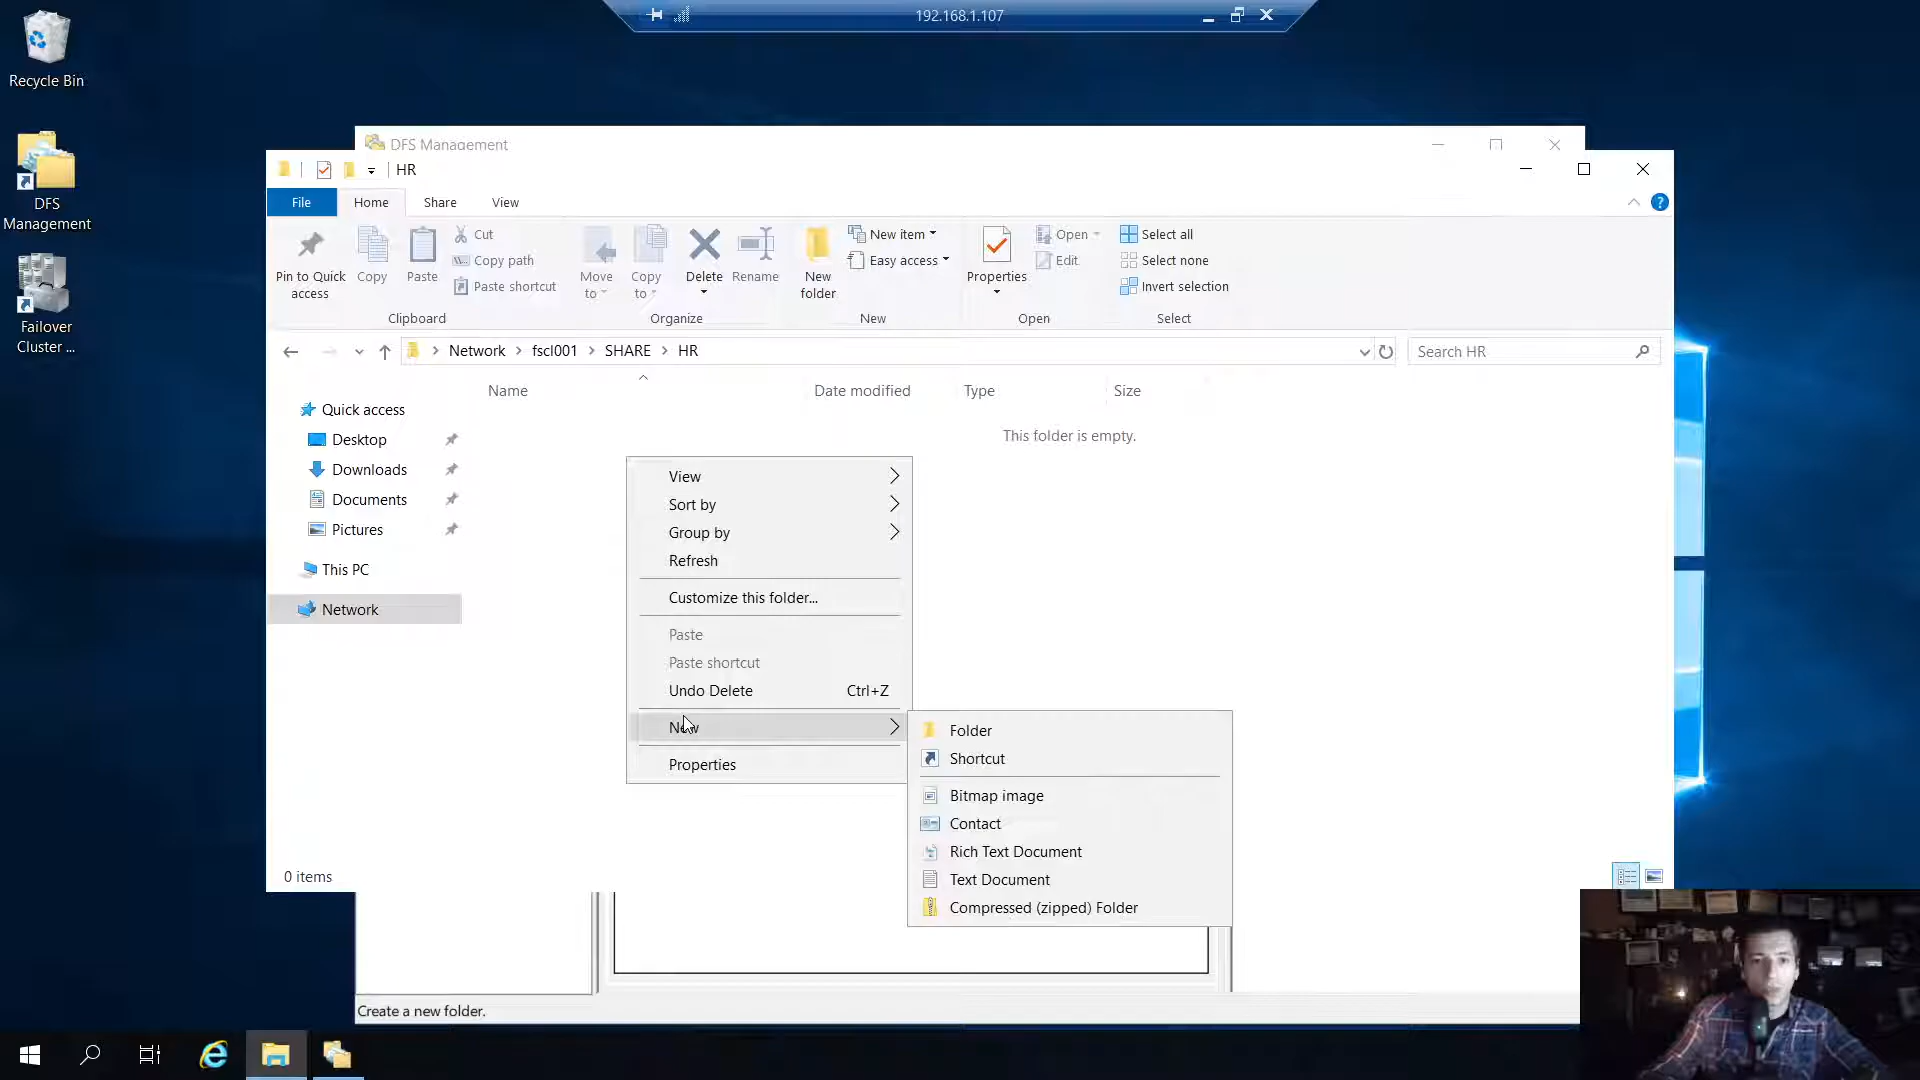 192.168.1.107
Recycle Bin
DFS
Management
Failover
Cluster ...
DFS Management
HR
File
Home
Share
View
Pin to Quick
access
Copy
Paste
Cut
Copy path
Paste shortcut
Clipboard
Move
to
Copy
to
Delete
Rename
Organize
New
folder
New item
Easy access
New
Properties
Open
Edit
Open
Select all
Select none
Invert selection
Select
Network
fscl001
SHARE
HR
Search HR
Name
Date modified
Type
Size
This folder is empty.
Quick access
Desktop
Downloads
Documents
Pictures
This PC
Network
View
Sort by
Group by
Refresh
Customize this folder...
Paste
Paste shortcut
Undo Delete Ctrl+Z
New
Properties
Folder
Shortcut
Bitmap image
Contact
Rich Text Document
Text Document
Compressed (zipped) Folder
0 items
Create a new folder.